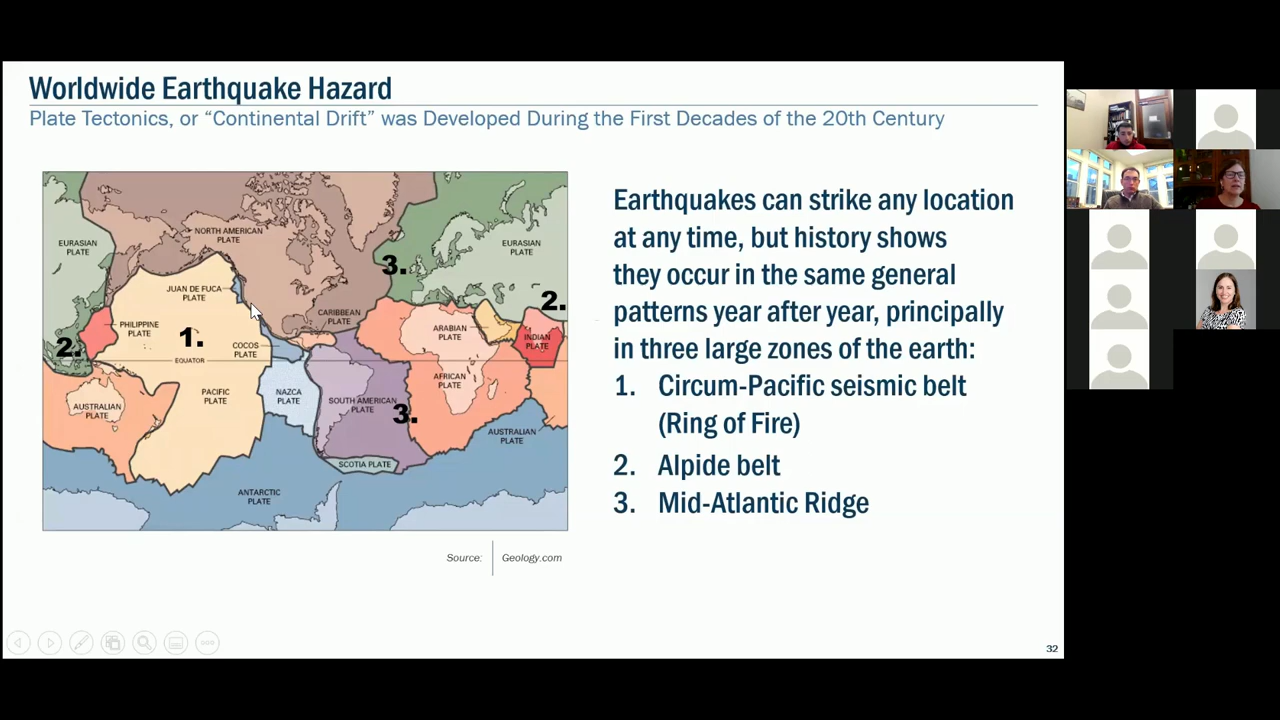 Worldwide Earthquake Hazard
Plate Tectonics, or “Continental Drift” was Developed During the First Decades of the 20th Century
EURASIAN
PLATE
NORTH AMERICAN
PLATE
EURASIAN
PLATE
3.
JUAN DE FUCA
PLATE
2.
CARIBBEAN
PLATE
PHILIPPINE
PLATE
1.
ARABIAN
PLATE
INDIAN
PLATE
2.
COCOS
PLATE
EQUATOR
AFRICAN
PLATE
PACIFIC
PLATE
NAZCA
PLATE
SOUTH AMERICAN
PLATE
3.
AUSTRALIAN
PLATE
AUSTRALIAN
PLATE
SCOTIA PLATE
ANTARCTIC
PLATE
Source:
Geology.com
Earthquakes can strike any location
at any time, but history shows
they occur in the same general
patterns year after year, principally
in three large zones of the earth:
1. Circum-Pacific seismic belt
(Ring of Fire)
2. Alpide belt
3. Mid-Atlantic Ridge
32